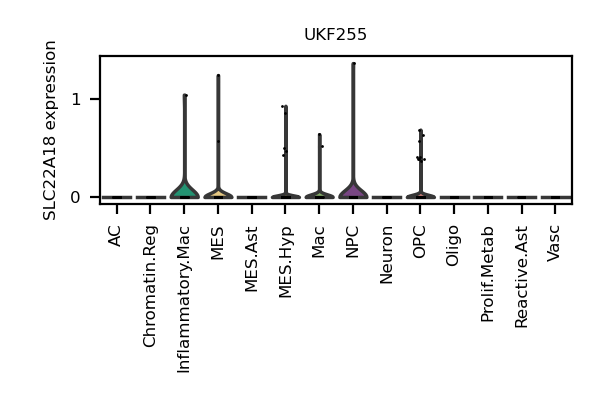 UKF255
SLC22A18 expression
1
0
AC
Chromatin.Reg
Inflammatory.Mac
MES
MES.Ast
MES.Hyp
Mac
NPC
Neuron
OPC
Oligo
Prolif.Metab
Reactive.Ast
Vasc